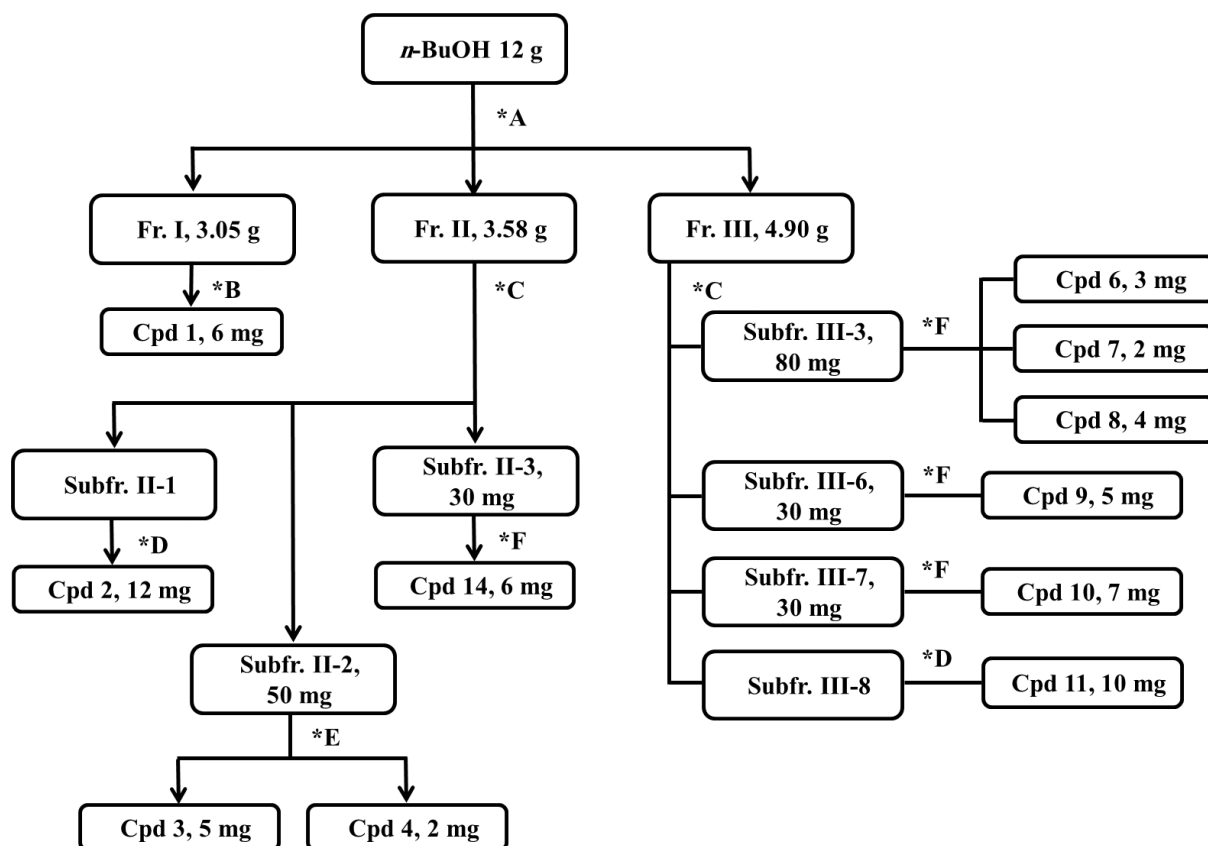 n-BuOH 12 g
*A
Fr. I, 3.05 g
Fr. II, 3.58 g
Fr. III, 4.90 g
*B
*C
*C
Cpd 1, 6 mg
Subfr. III-3,
80 mg
*F
Cpd 6, 3 mg
Cpd 7, 2 mg
Cpd 8, 4 mg
Subfr. II-1
Subfr. II-3,
30 mg
*D
*F
Cpd 2, 12 mg
Cpd 14, 6 mg
Subfr. III-6,
30 mg
*F
Cpd 9, 5 mg
Subfr. III-7,
30 mg
*F
Cpd 10, 7 mg
Subfr. II-2,
50 mg
Subfr. III-8
*D
Cpd 11, 10 mg
*E
Cpd 3, 5 mg
Cpd 4, 2 mg